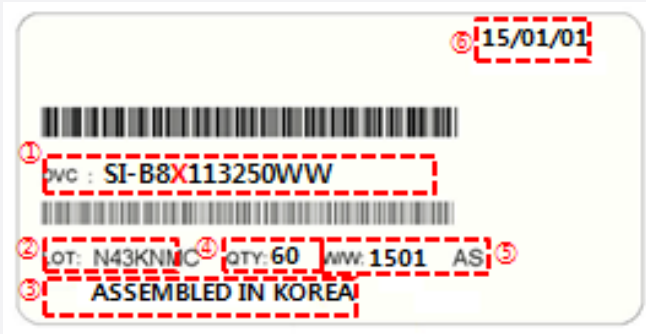 ⑥ 15/01/01
①
DVC : SI-B8X113250WW
② LOT: N43KNMC ④ QTY: 60 WW: 1501 AS ⑤
③ ASSEMBLED IN KOREA